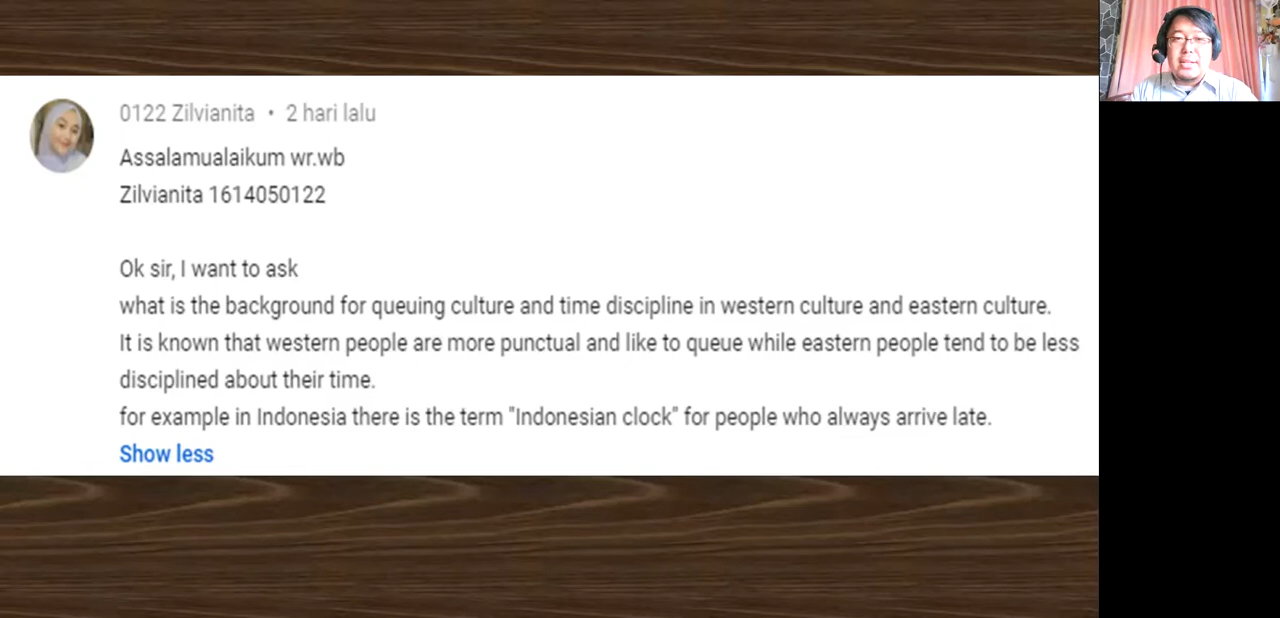 0122 Zilvianita • 2 hari lalu
Assalamualaikum wr.wb
Zilvianita 1614050122
Ok sir, I want to ask
what is the background for queuing culture and time discipline in western culture and eastern culture.
It is known that western people are more punctual and like to queue while eastern people tend to be less
disciplined about their time.
for example in Indonesia there is the term "Indonesian clock" for people who always arrive late.
Show less